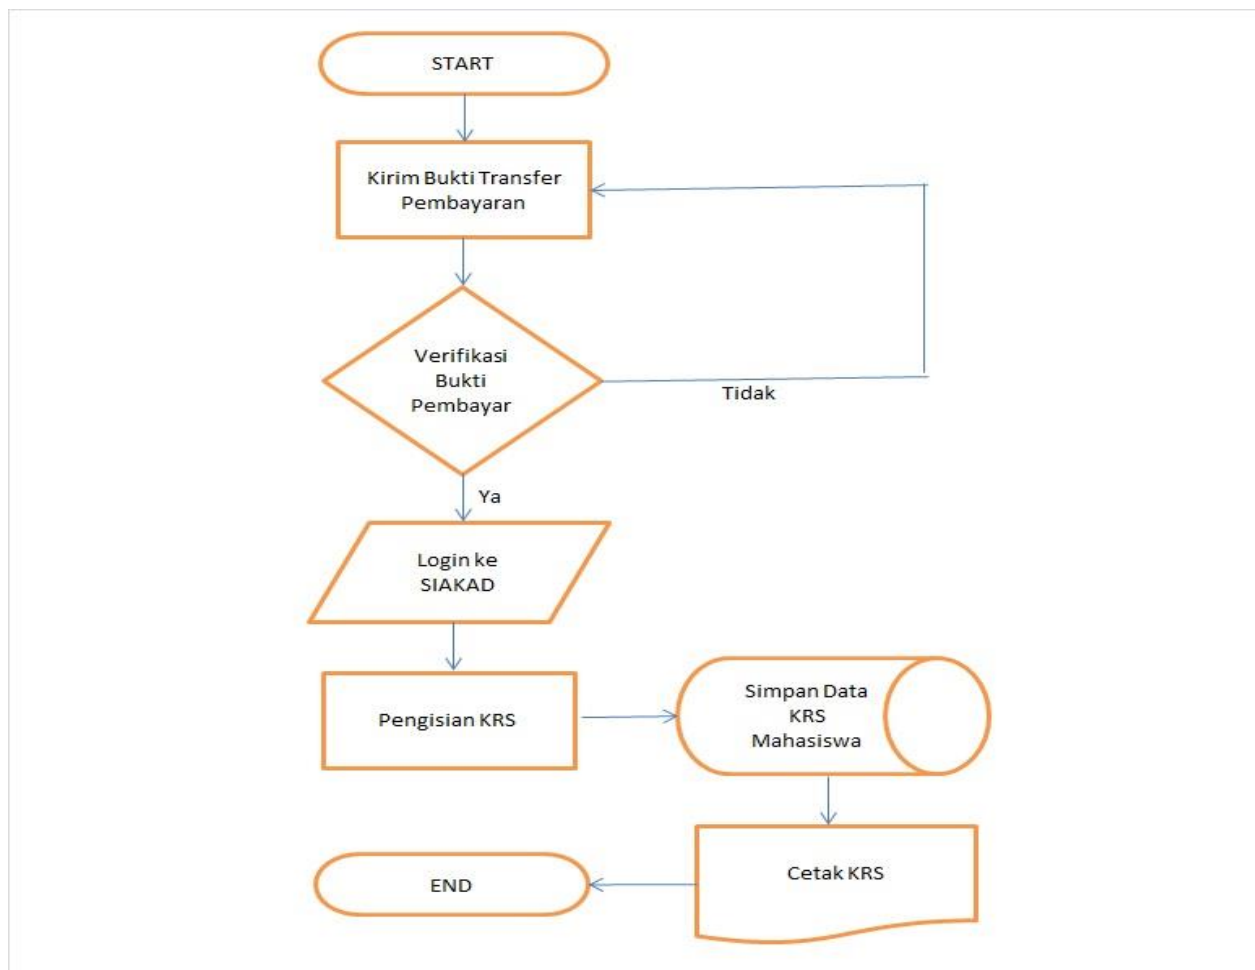 START
Kirim Bukti Transfer
Pembayaran
Verifikasi
Bukti
Pembayar
Tidak
Ya
Login ke
SIAKAD
Pengisian KRS
Simpan Data
KRS
Mahasiswa
Cetak KRS
END